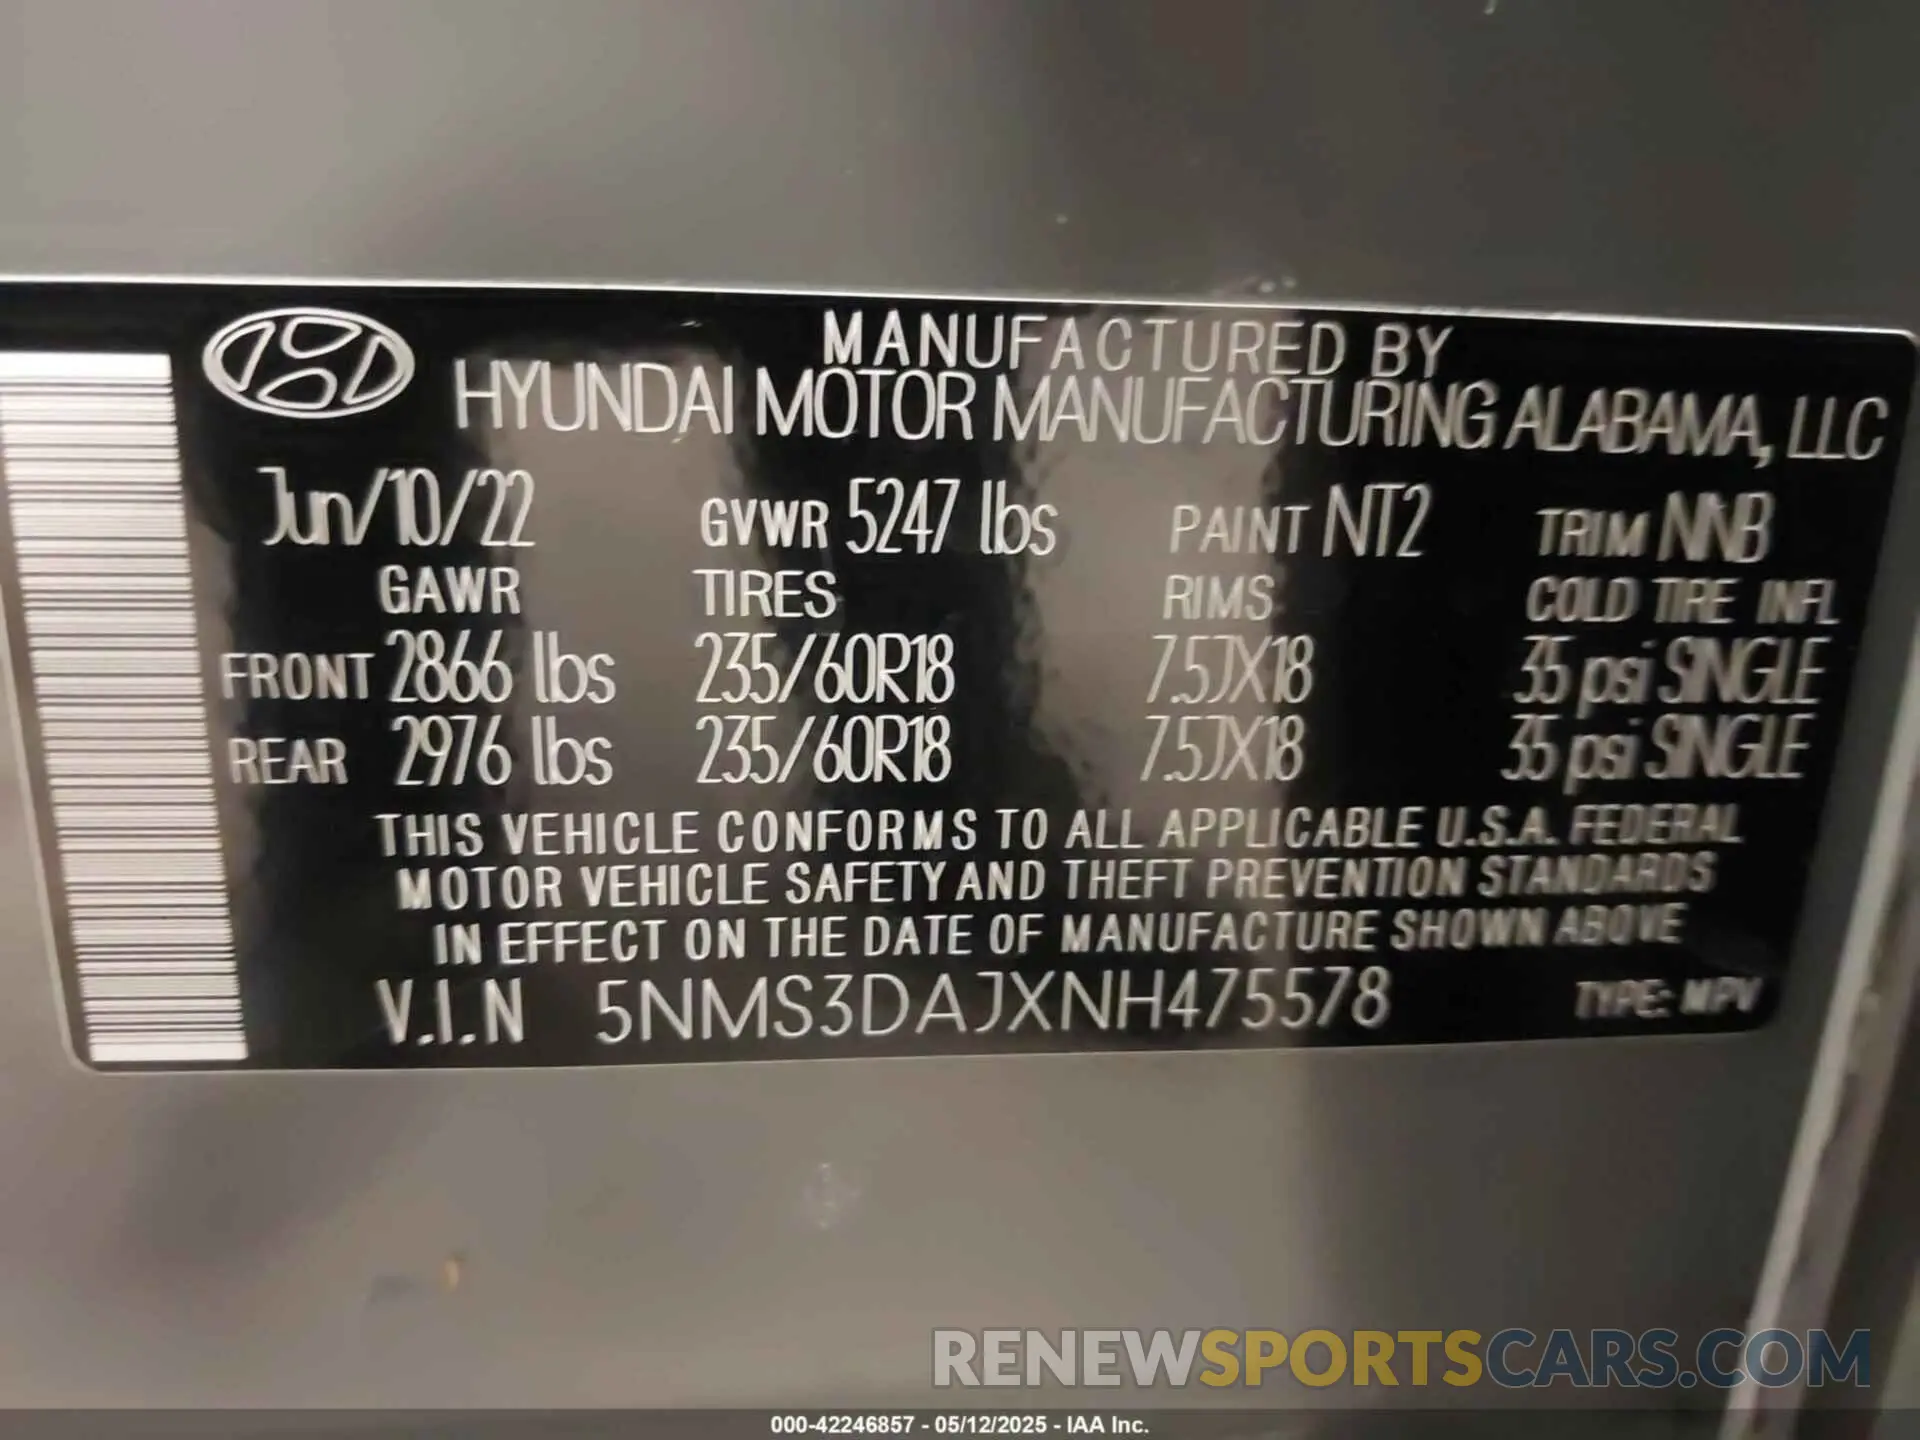 MANUFACTURED BY
HYUNDAI MOTOR MANUFACTURING ALABAMA, LLC
Jun/10/22 GVWR 5247 lbs PAINT NT2 TRIM NNB
GAWR TIRES RIMS COLD TIRE INFL
FRONT 2866 lbs 235/60R18 7.5JX18 35 psi SINGLE
REAR 2976 lbs 235/60R18 7.5JX18 35 psi SINGLE
THIS VEHICLE CONFORMS TO ALL APPLICABLE U.S.A. FEDERAL
MOTOR VEHICLE SAFETY AND THEFT PREVENTION STANDARDS
IN EFFECT ON THE DATE OF MANUFACTURE SHOWN ABOVE
V.I.N 5NMS3DAJXNH475578 TYPE: MPV
RENEWSPORTSCARS.COM
000-42246857 - 05/12/2025 - IAA Inc.